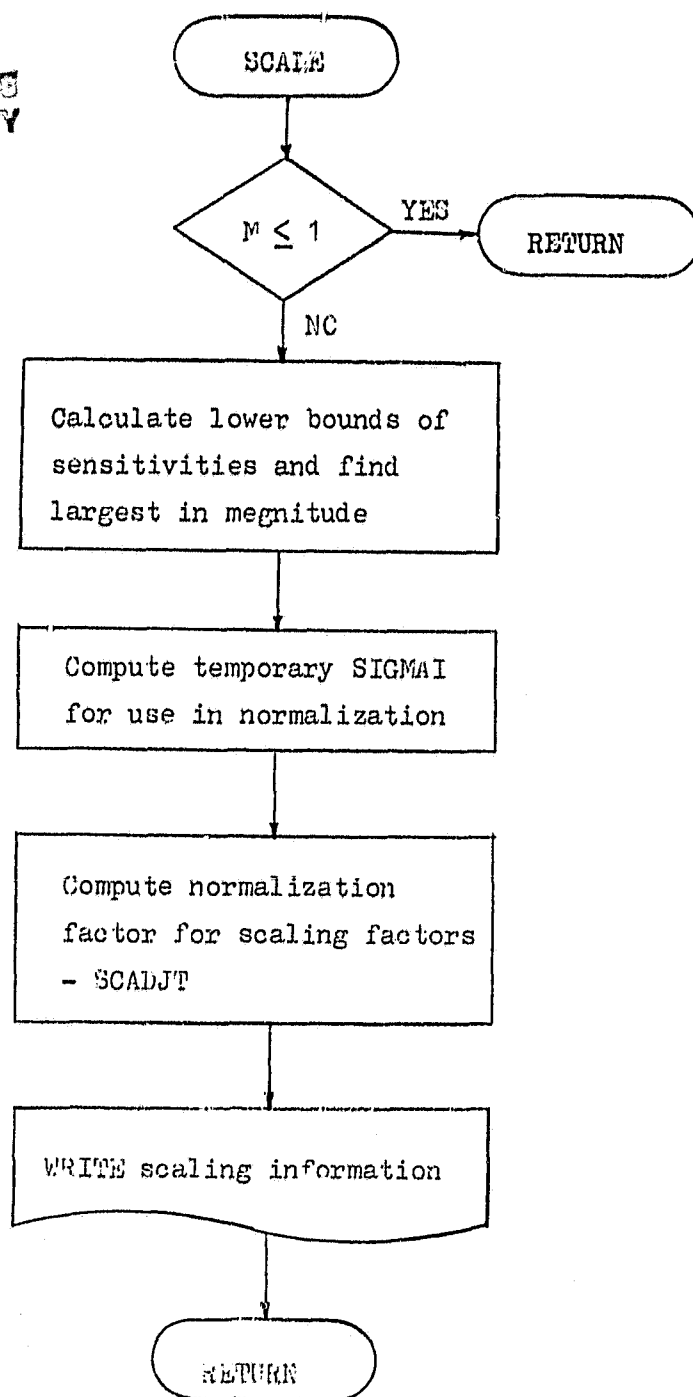 SCALE
M ≤ 1
YES
RETURN
NC
Calculate lower bounds of
sensitivities and find
largest in megnitude
Compute temporary SIGMAI
for use in normalization
Compute normalization
factor for scaling factors
- SCADJT
WRITE scaling information
RETURN